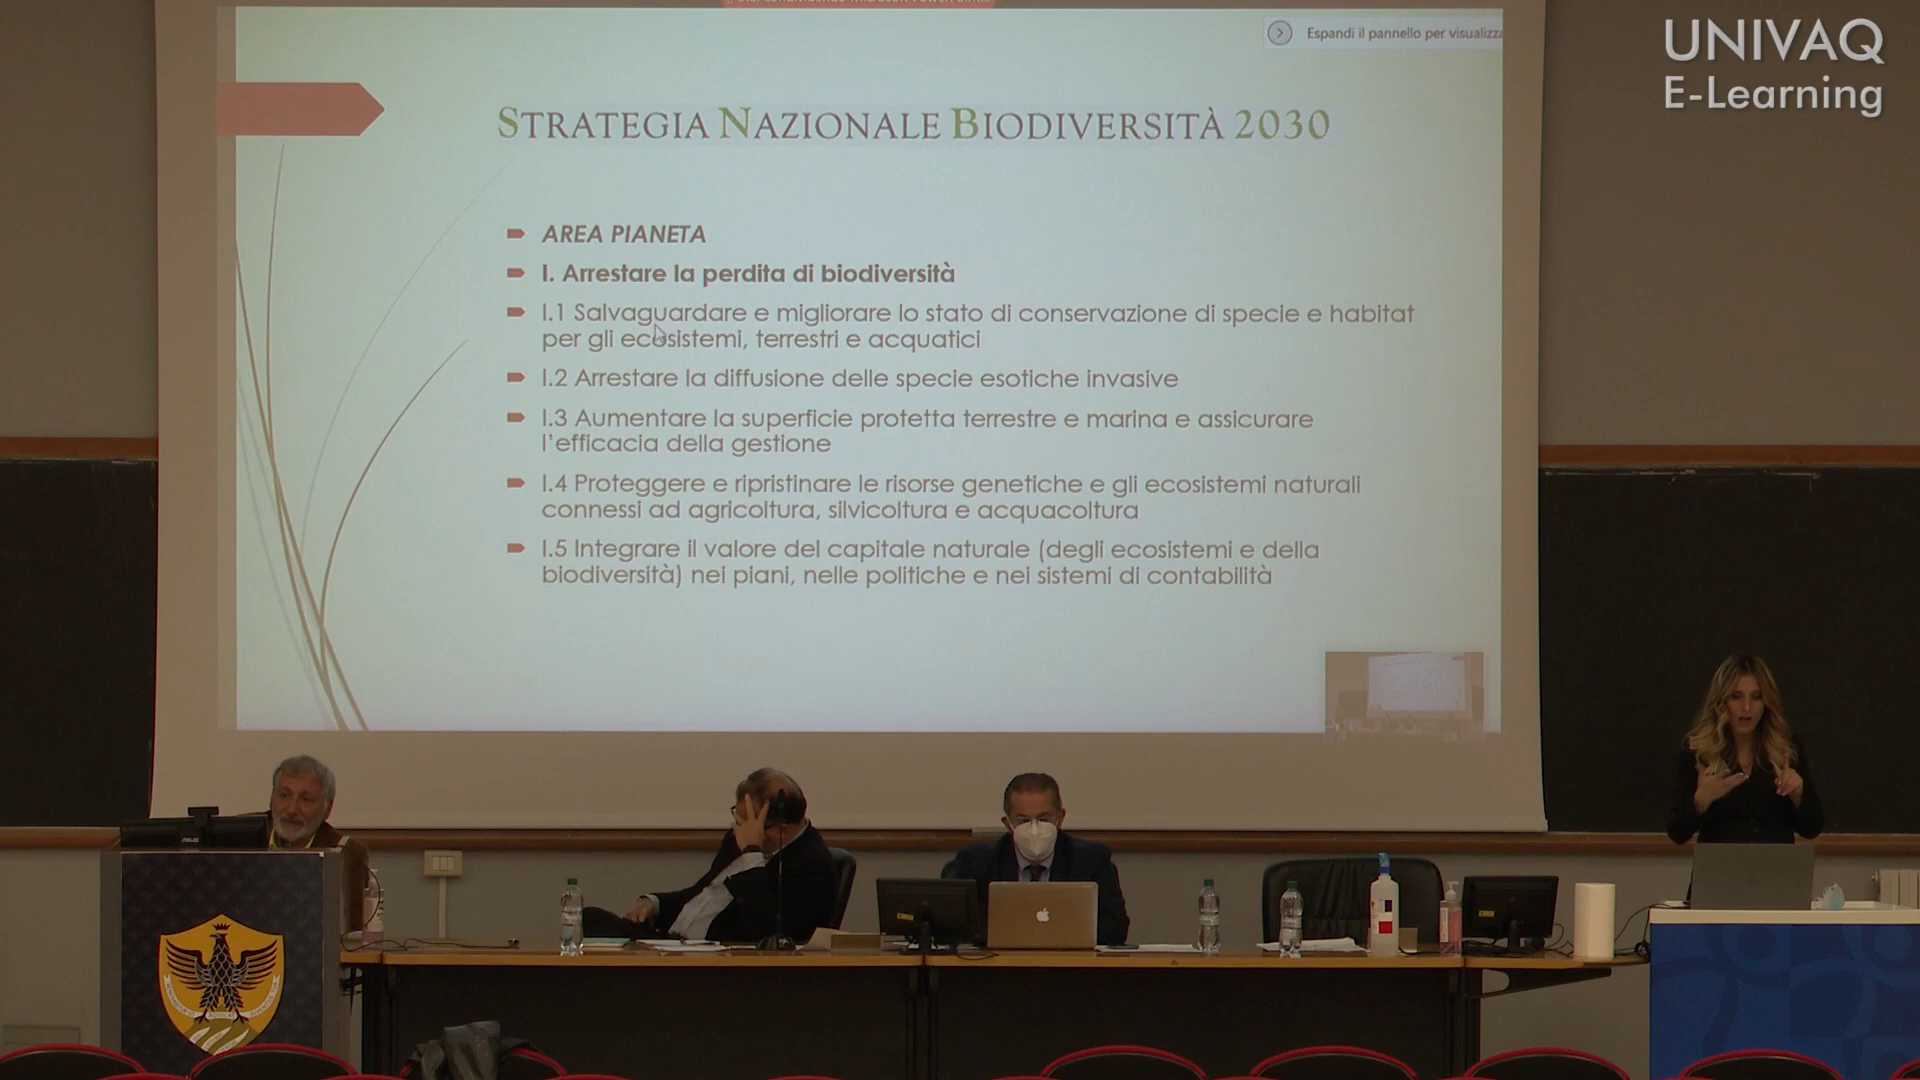 Espandi il pannello per visualizza
UNIVAQ
E-Learning
STRATEGIA NAZIONALE BIODIVERSITÀ 2030
AREA PIANETA
I. Arrestare la perdita di biodiversità
I.1 Salvaguardare e migliorare lo stato di conservazione di specie e habitat
per gli ecosistemi, terrestri e acquatici
I.2 Arrestare la diffusione delle specie esotiche invasive
I.3 Aumentare la superficie protetta terrestre e marina e assicurare
l'efficacia della gestione
I.4 Proteggere e ripristinare le risorse genetiche e gli ecosistemi naturali
connessi ad agricoltura, silvicoltura e acquacoltura
I.5 Integrare il valore del capitale naturale (degli ecosistemi e della
biodiversità) nei piani, nelle politiche e nei sistemi di contabilità